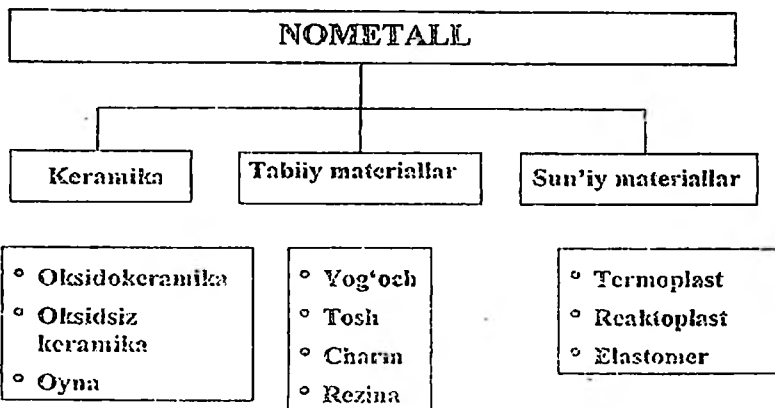 NOMETALL
Keramika
Tabiiy materiallar
Sun'iy materiallar
° Oksidokeramika
° Oksidsiz
keramika
° Oyna
° Yog‘och
° Tosh
° Charm
° Rezina
° Termoplast
° Reaktoplast
° Elastomer